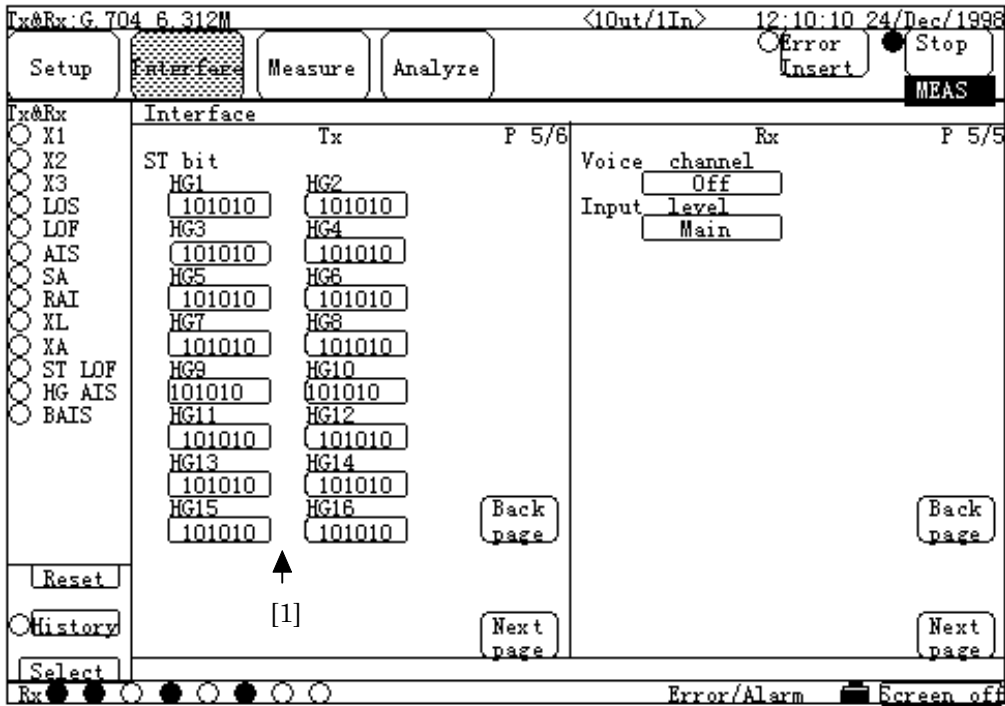 Tx&Rx:G.704 6.312M <1Out/1In> 12:10:10 24/Dec/1998
Setup Interface Measure Analyze Error Insert Stop
MEAS
Tx&Rx
X1
X2
X3
LOS
LOF
AIS
SA
RAI
XL
XA
ST LOF
HG AIS
BAIS
Reset
History
Select
Interface
Tx P 5/6
ST bit
HG1 HG2
101010 101010
HG3 HG4
101010 101010
HG5 HG6
101010 101010
HG7 HG8
101010 101010
HG9 HG10
101010 101010
HG11 HG12
101010 101010
HG13 HG14
101010 101010
HG15 HG16
101010 101010
[1]
Back page
Next page
Rx P 5/5
Voice channel
Off
Input level
Main
Back page
Next page
Rx Error/Alarm Screen off